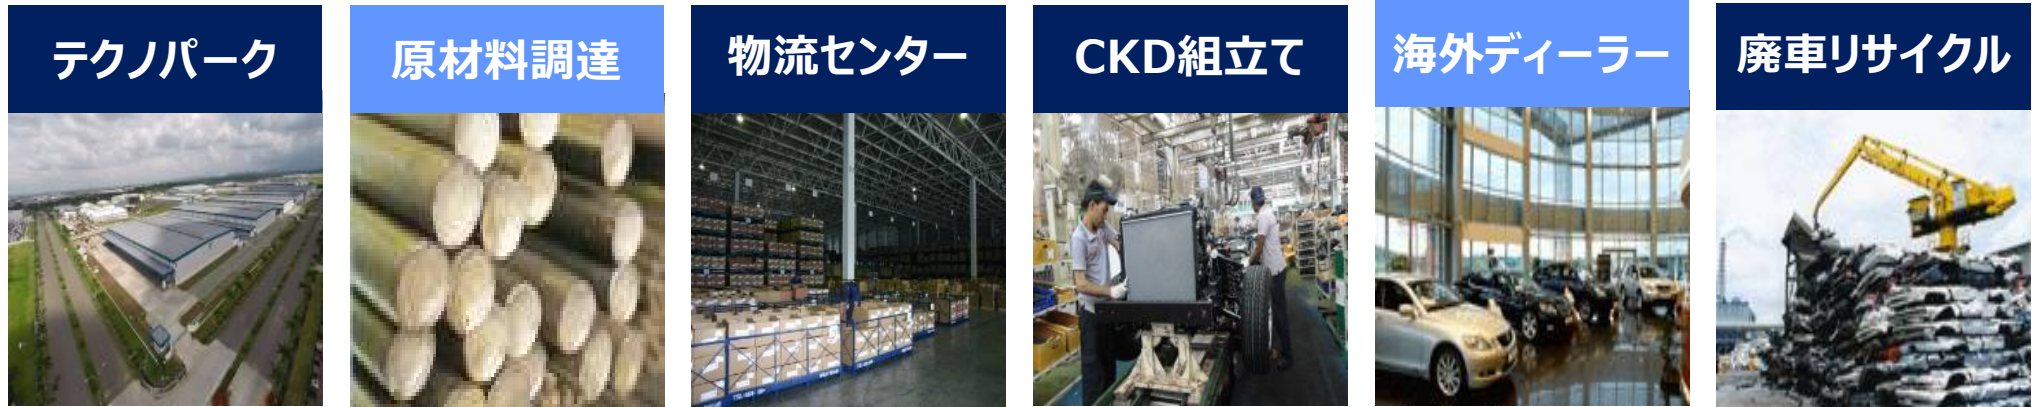 テクノパーク
原材料調達
物流センター
CKD組立て
海外ディーラー
廃車リサイクル